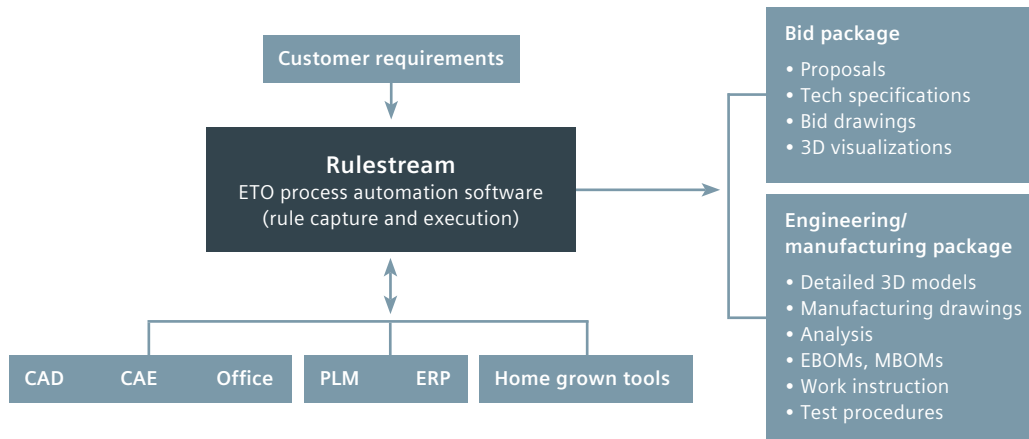 Customer requirements
Rulestream
ETO process automation software
(rule capture and execution)
CAD CAE Office
PLM ERP
Home grown tools
Bid package
• Proposals
• Tech specifications
• Bid drawings
• 3D visualizations
Engineering/
manufacturing package
• Detailed 3D models
• Manufacturing drawings
• Analysis
• EBOMs, MBOMs
• Work instruction
• Test procedures